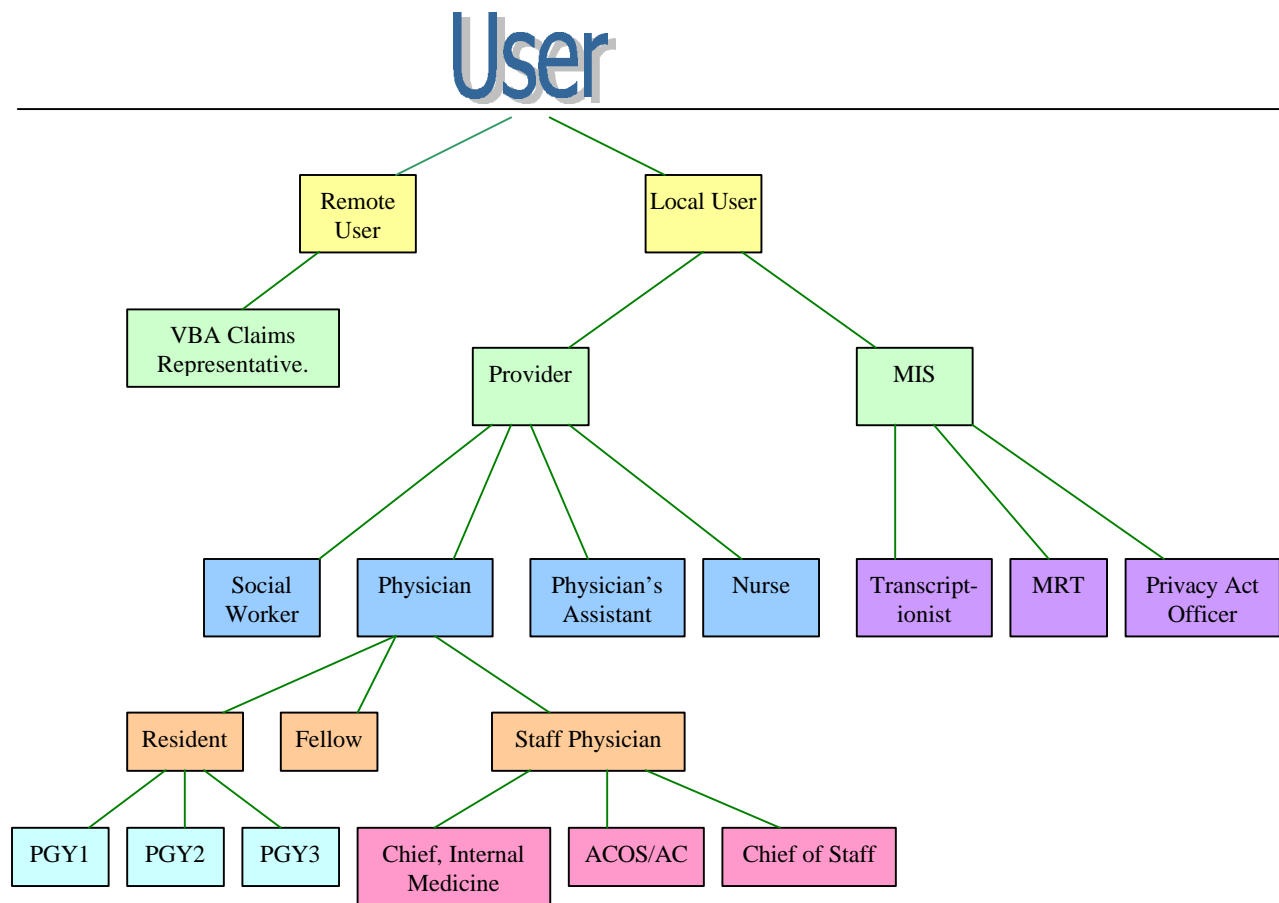 User
Remote
User
Local User
VBA Claims
Representative.
Provider
MIS
Social
Worker
Physician
Physician’s
Assistant
Nurse
Transcript-
ionist
MRT
Privacy Act
Officer
Resident
Fellow
Staff Physician
PGY1
PGY2
PGY3
Chief, Internal
Medicine
ACOS/AC
Chief of Staff